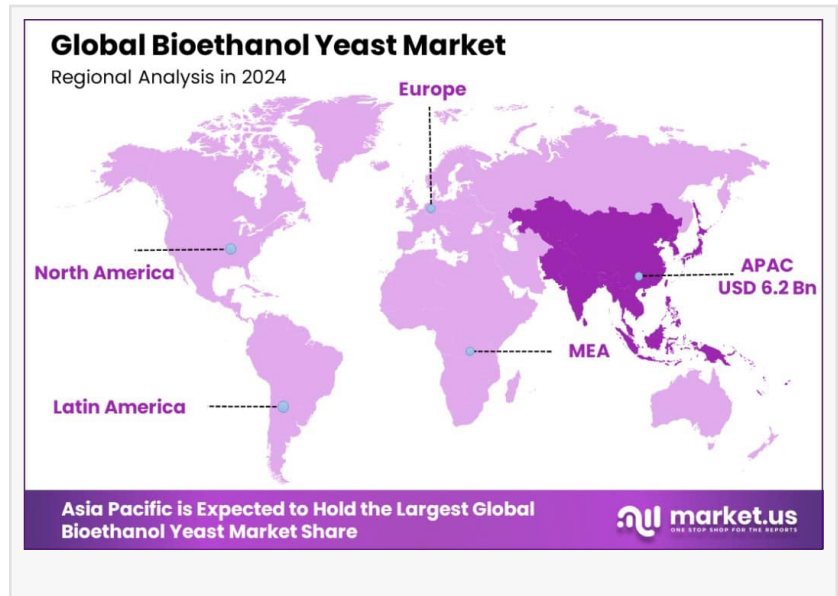 Global Bioethanol Yeast Market
Regional Analysis in 2024
Europe
North America
APAC
USD 6.2 Bn
MEA
Latin America
Asia Pacific is Expected to Hold the Largest Global
Bioethanol Yeast Market Share
market.us
ONE STOP SHOP FOR THE REPORTS